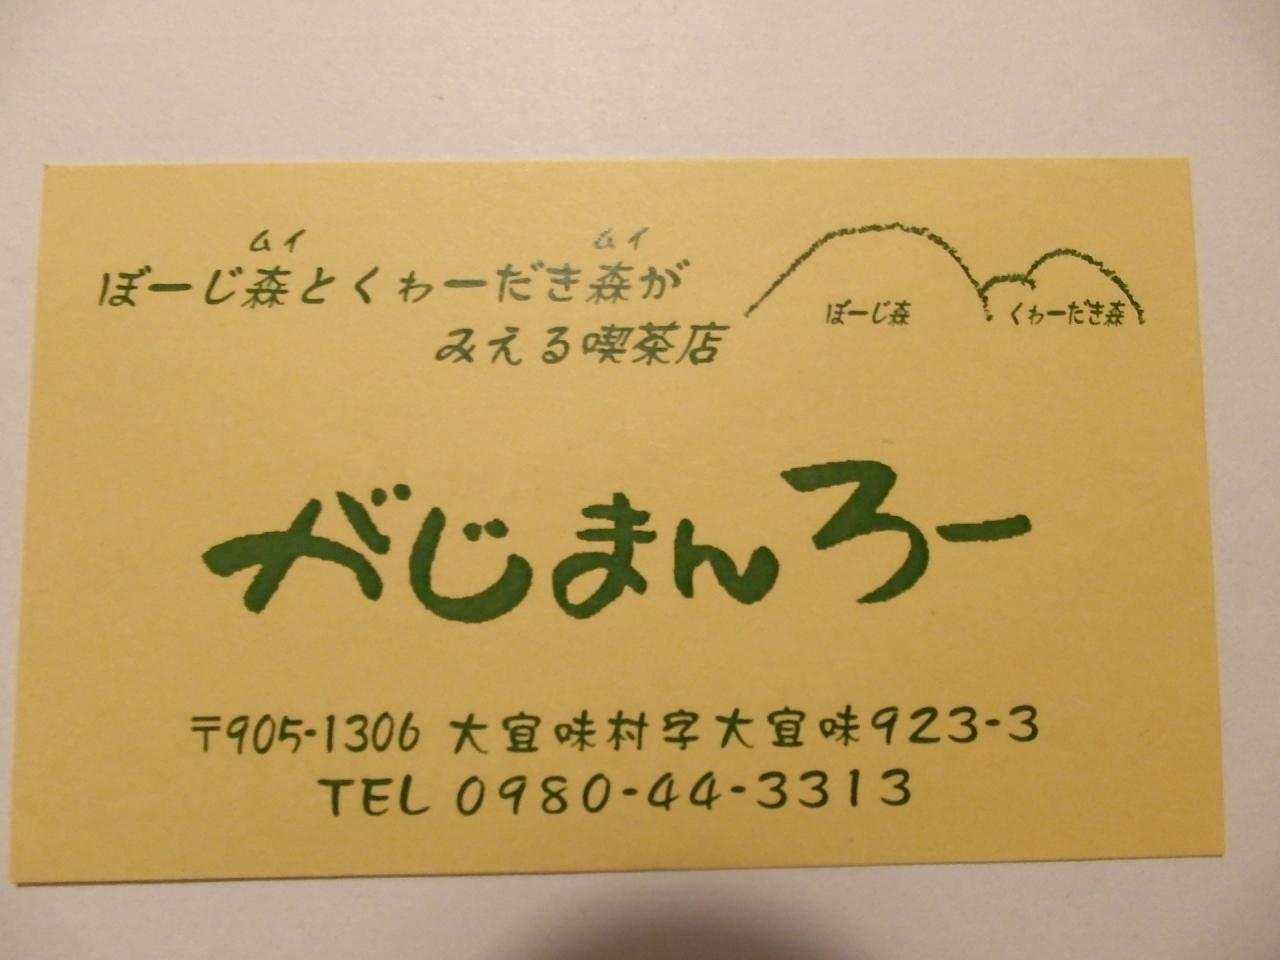 ムイ ムイ
ぼーじ森とくゎーだき森が
みえる喫茶店
ぼーじ森 くゎーだき森
がじまんろー
〒905-1306 大宜味村字大宜味923-3
TEL 0980-44-3313